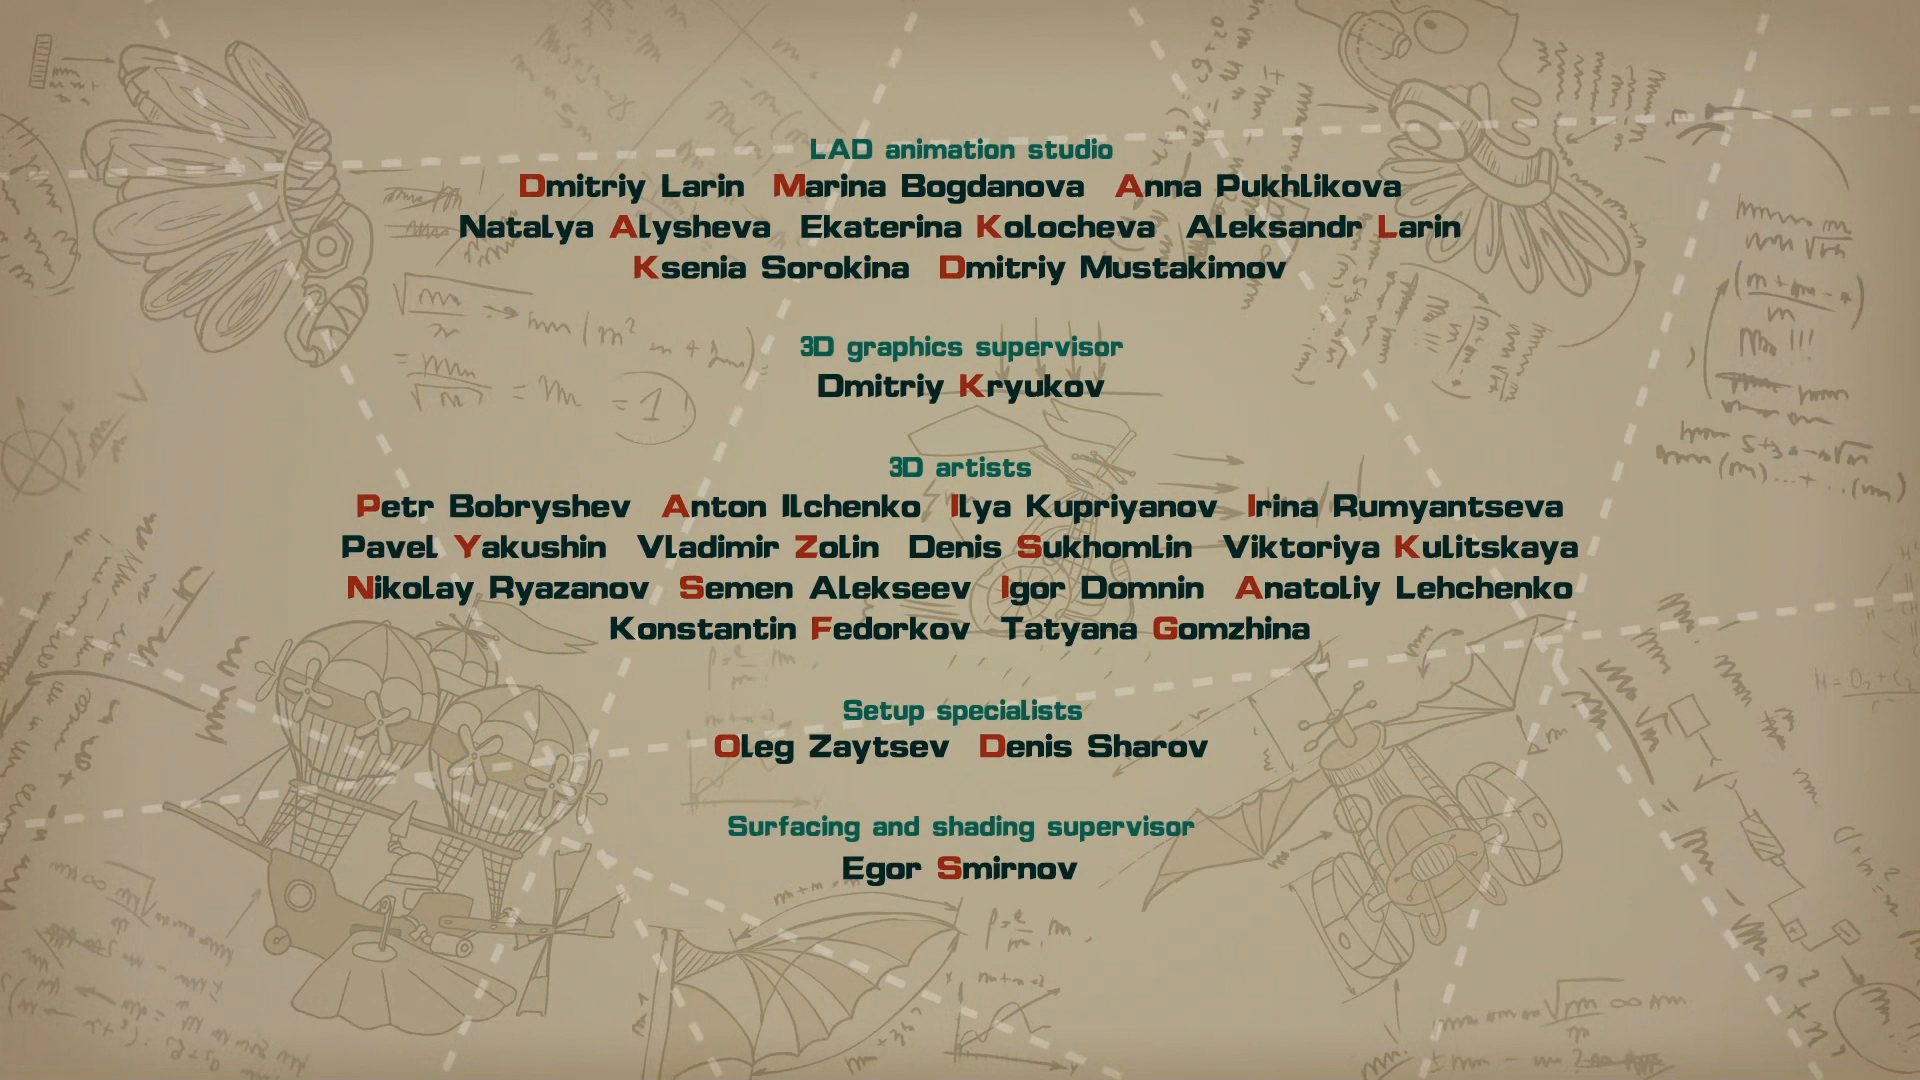 LAD animation studio
Dmitriy Larin Marina Bogdanova Anna Pukhlikova
Natalya Alysheva Ekaterina Kolocheva Aleksandr Larin
Ksenia Sorokina Dmitriy Mustakimov
3D graphics supervisor
Dmitriy Kryukov
3D artists
Petr Bobryshev Anton Ilchenko Ilya Kupriyanov Irina Rumyantseva
Pavel Yakushin Vladimir Zolin Denis Sukhomlin Viktoriya Kulitskaya
Nikolay Ryazanov Semen Alekseev Igor Domnin Anatoliy Lehchenko
Konstantin Fedorkov Tatyana Gomzhina
Setup specialists
Oleg Zaytsev Denis Sharov
Surfacing and shading supervisor
Egor Smirnov